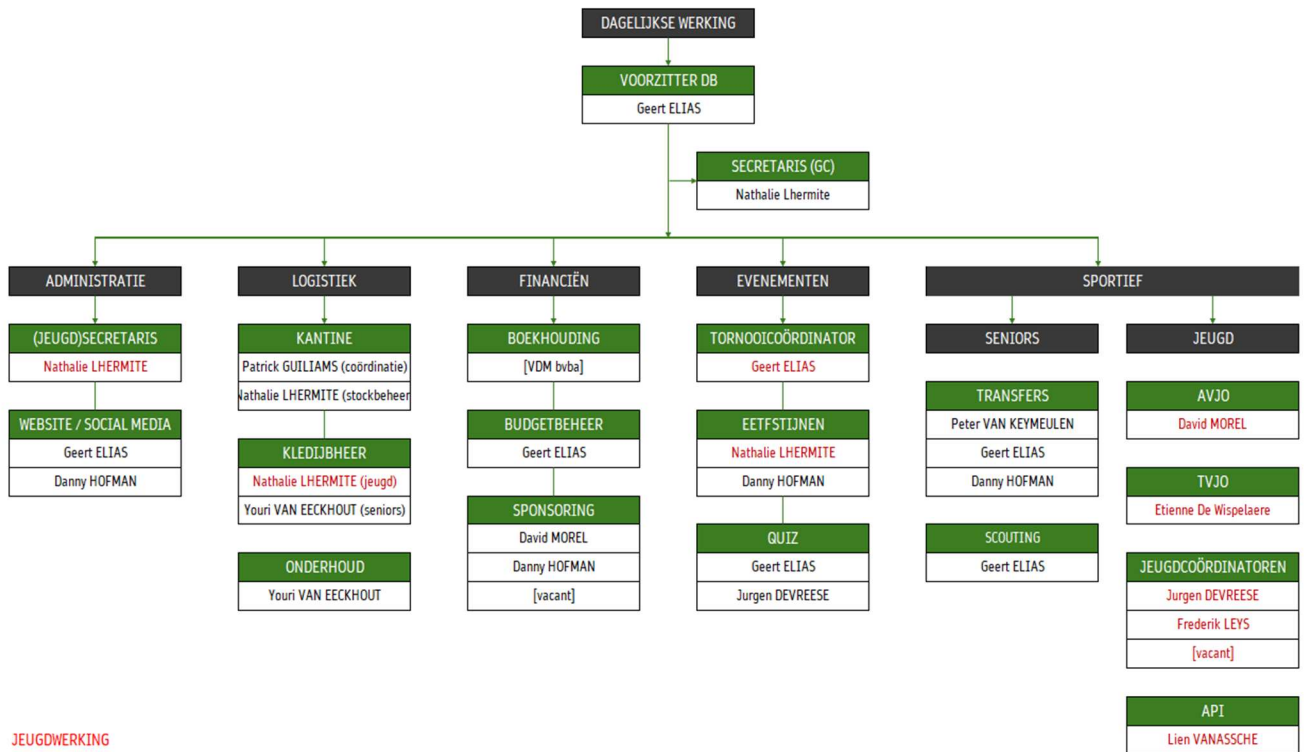 DAGELIJKSE WERKING
VOORZITTER DB
Geert ELIAS
SECRETARIS (GC)
Nathalie Lhermite
ADMINISTRATIE
(JEUGD)SECRETARIS
Nathalie LHERMITE
WEBSITE / SOCIAL MEDIA
Geert ELIAS
Danny HOFMAN
LOGISTIEK
KANTINE
Patrick GUILIAMS (coördinatie)
Nathalie LHERMITE (stockbeheer
KLEDIJBHEER
Nathalie LHERMITE (jeugd)
Youri VAN EECKHOUT (seniors)
ONDERHOUD
Youri VAN EECKHOUT
FINANCIËN
BOEKHOUDING
[VDM bvba]
BUDGETBEHEER
Geert ELIAS
SPONSORING
David MOREL
Danny HOFMAN
[vacant]
EVENEMENTEN
TORNOOICOÖRDINATOR
Geert ELIAS
EETFSTIJNEN
Nathalie LHERMITE
Danny HOFMAN
QUIZ
Geert ELIAS
Jurgen DEVREESE
SPORTIEF
SENIORS
TRANSFERS
Peter VAN KEYMEULEN
Geert ELIAS
Danny HOFMAN
SCOUTING
Geert ELIAS
JEUGD
AVJO
David MOREL
TVJO
Etienne De Wispelaere
JEUGDCOÖRDINATOREN
Jurgen DEVREESE
Frederik LEYS
[vacant]
API
Lien VANASSCHE
JEUGDWERKING